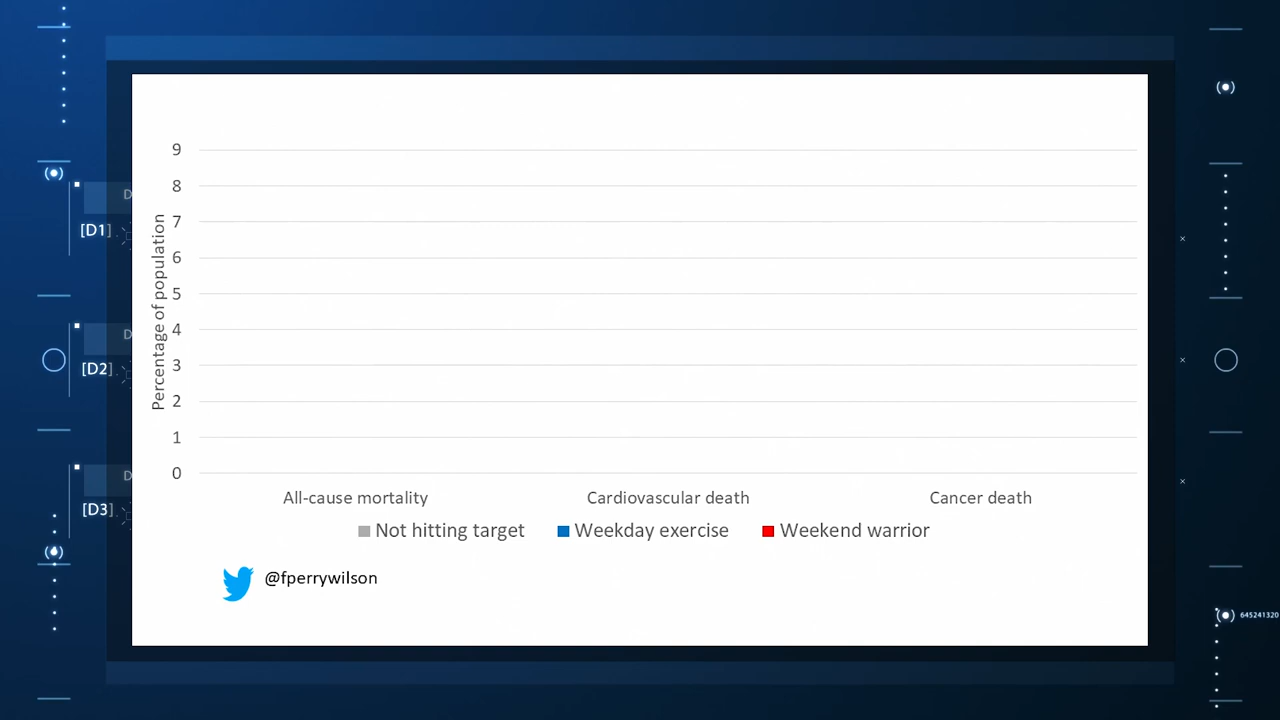 9
8
7
6
5
4
3
2
1
0
Percentage of population
All-cause mortality Cardiovascular death Cancer death
Not hitting target Weekday exercise Weekend warrior
@fperrywilson
D
[D1]
D
[D2]
D
[D3]
645241320